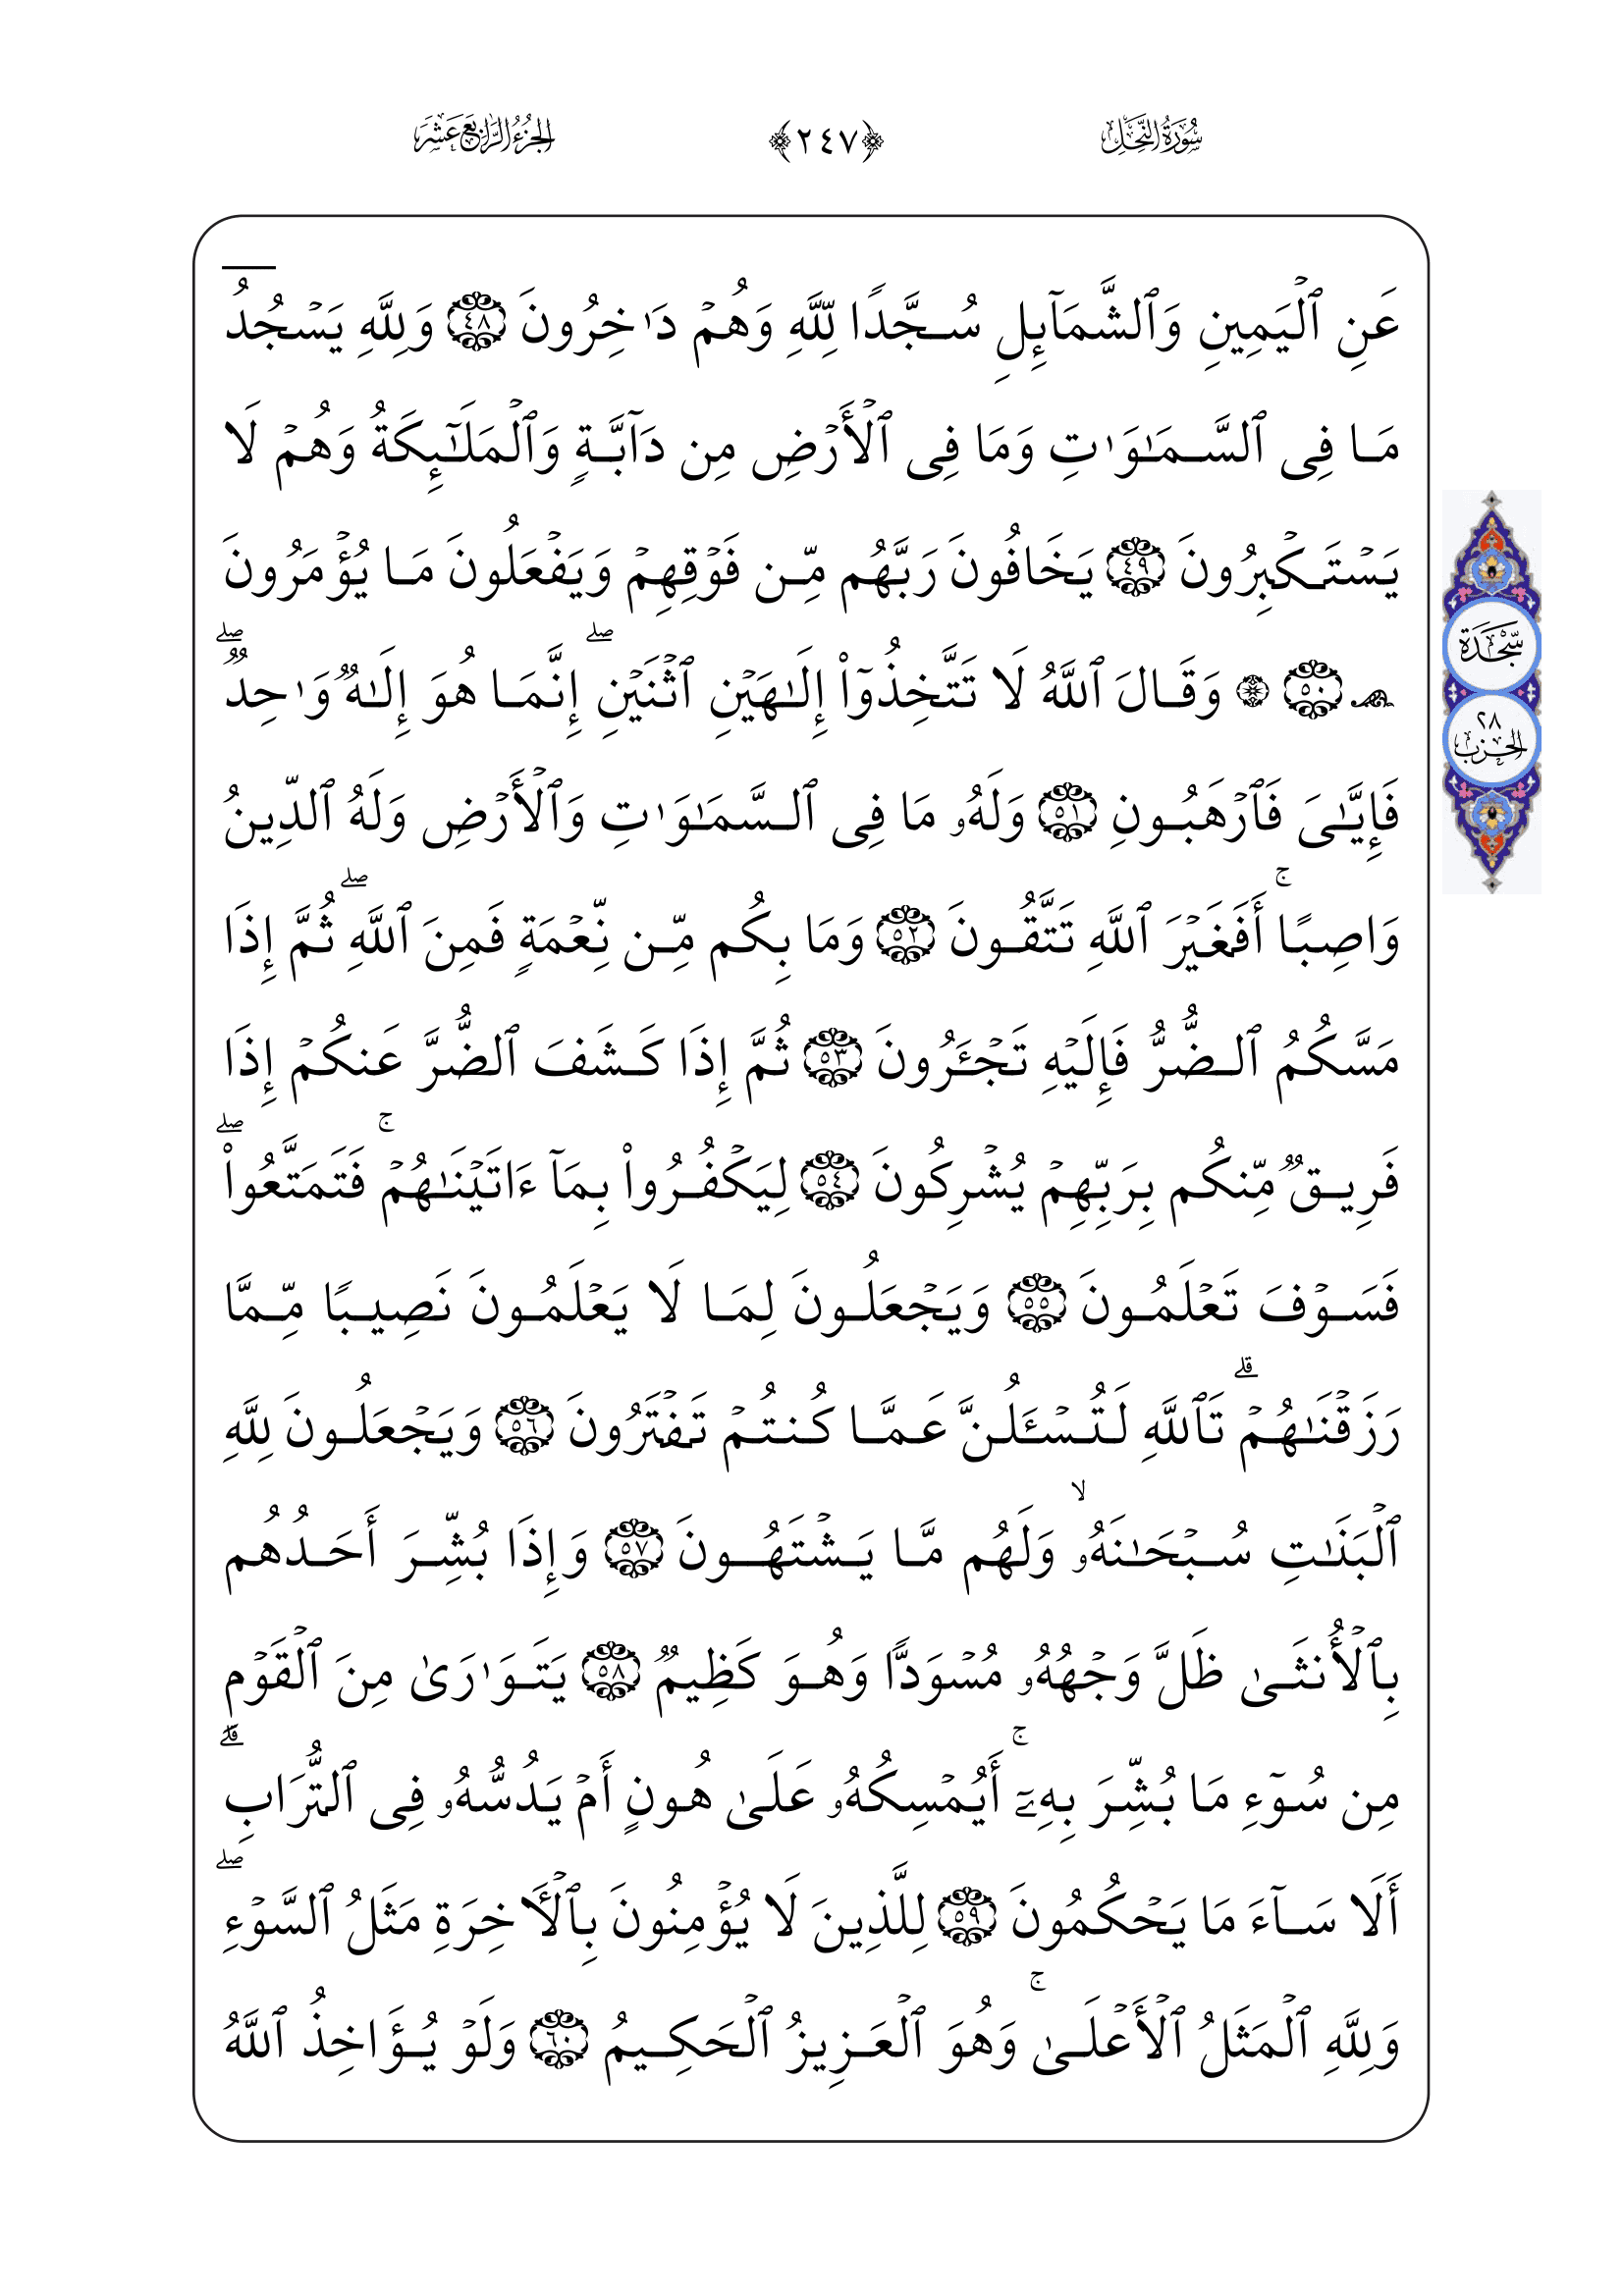 سُورَةُ النَّحۡلِ
﴿٢٤٧﴾
الجُزۡءُ الرَّابِعَ عَشَرَ
عَنِ ٱلۡيَمِينِ وَٱلشَّمَآئِلِ سُجَّدًا لِّلَّهِ وَهُمۡ دَٰخِرُونَ ٤٨ وَلِلَّهِ يَسۡجُدُ
مَا فِى ٱلسَّمَٰوَٰتِ وَمَا فِى ٱلۡأَرۡضِ مِن دَآبَّةٍ وَٱلۡمَلَٰٓئِكَةُ وَهُمۡ لَا
يَسۡتَكۡبِرُونَ ٤٩ يَخَافُونَ رَبَّهُم مِّن فَوۡقِهِمۡ وَيَفۡعَلُونَ مَا يُؤۡمَرُونَ
۩ ٥٠ ۞ وَقَالَ ٱللَّهُ لَا تَتَّخِذُوٓاْ إِلَٰهَيۡنِ ٱثۡنَيۡنِۖ إِنَّمَا هُوَ إِلَٰهٌ وَٰحِدٌۖ
فَإِيَّٰىَ فَٱرۡهَبُونِ ٥١ وَلَهُۥ مَا فِى ٱلسَّمَٰوَٰتِ وَٱلۡأَرۡضِ وَلَهُ ٱلدِّينُ
وَاصِبًاۚ أَفَغَيۡرَ ٱللَّهِ تَتَّقُونَ ٥٢ وَمَا بِكُم مِّن نِّعۡمَةٍ فَمِنَ ٱللَّهِۖ ثُمَّ إِذَا
مَسَّكُمُ ٱلضُّرُّ فَإِلَيۡهِ تَجۡـَٔرُونَ ٥٣ ثُمَّ إِذَا كَشَفَ ٱلضُّرَّ عَنكُمۡ إِذَا
فَرِيقٌ مِّنكُم بِرَبِّهِمۡ يُشۡرِكُونَ ٥٤ لِيَكۡفُرُواْ بِمَآ ءَاتَيۡنَٰهُمۡۚ فَتَمَتَّعُواْۖ
فَسَوۡفَ تَعۡلَمُونَ ٥٥ وَيَجۡعَلُونَ لِمَا لَا يَعۡلَمُونَ نَصِيبًا مِّمَّا
رَزَقۡنَٰهُمۡۗ تَٱللَّهِ لَتُسۡـَٔلُنَّ عَمَّا كُنتُمۡ تَفۡتَرُونَ ٥٦ وَيَجۡعَلُونَ لِلَّهِ
ٱلۡبَنَٰتِ سُبۡحَٰنَهُۥۙ وَلَهُم مَّا يَشۡتَهُونَ ٥٧ وَإِذَا بُشِّرَ أَحَدُهُم
بِٱلۡأُنثَىٰ ظَلَّ وَجۡهُهُۥ مُسۡوَدًّا وَهُوَ كَظِيمٌ ٥٨ يَتَوَٰرَىٰ مِنَ ٱلۡقَوۡمِ
مِن سُوٓءِ مَا بُشِّرَ بِهِۦٓۚ أَيُمۡسِكُهُۥ عَلَىٰ هُونٍ أَمۡ يَدُسُّهُۥ فِى ٱلتُّرَابِۗ
أَلَا سَآءَ مَا يَحۡكُمُونَ ٥٩ لِلَّذِينَ لَا يُؤۡمِنُونَ بِٱلۡأٓخِرَةِ مَثَلُ ٱلسَّوۡءِۖ
وَلِلَّهِ ٱلۡمَثَلُ ٱلۡأَعۡلَىٰۚ وَهُوَ ٱلۡعَزِيزُ ٱلۡحَكِيمُ ٦٠ وَلَوۡ يُؤَاخِذُ ٱللَّهُ
سَّجۡدَة
٢٨
الحزب